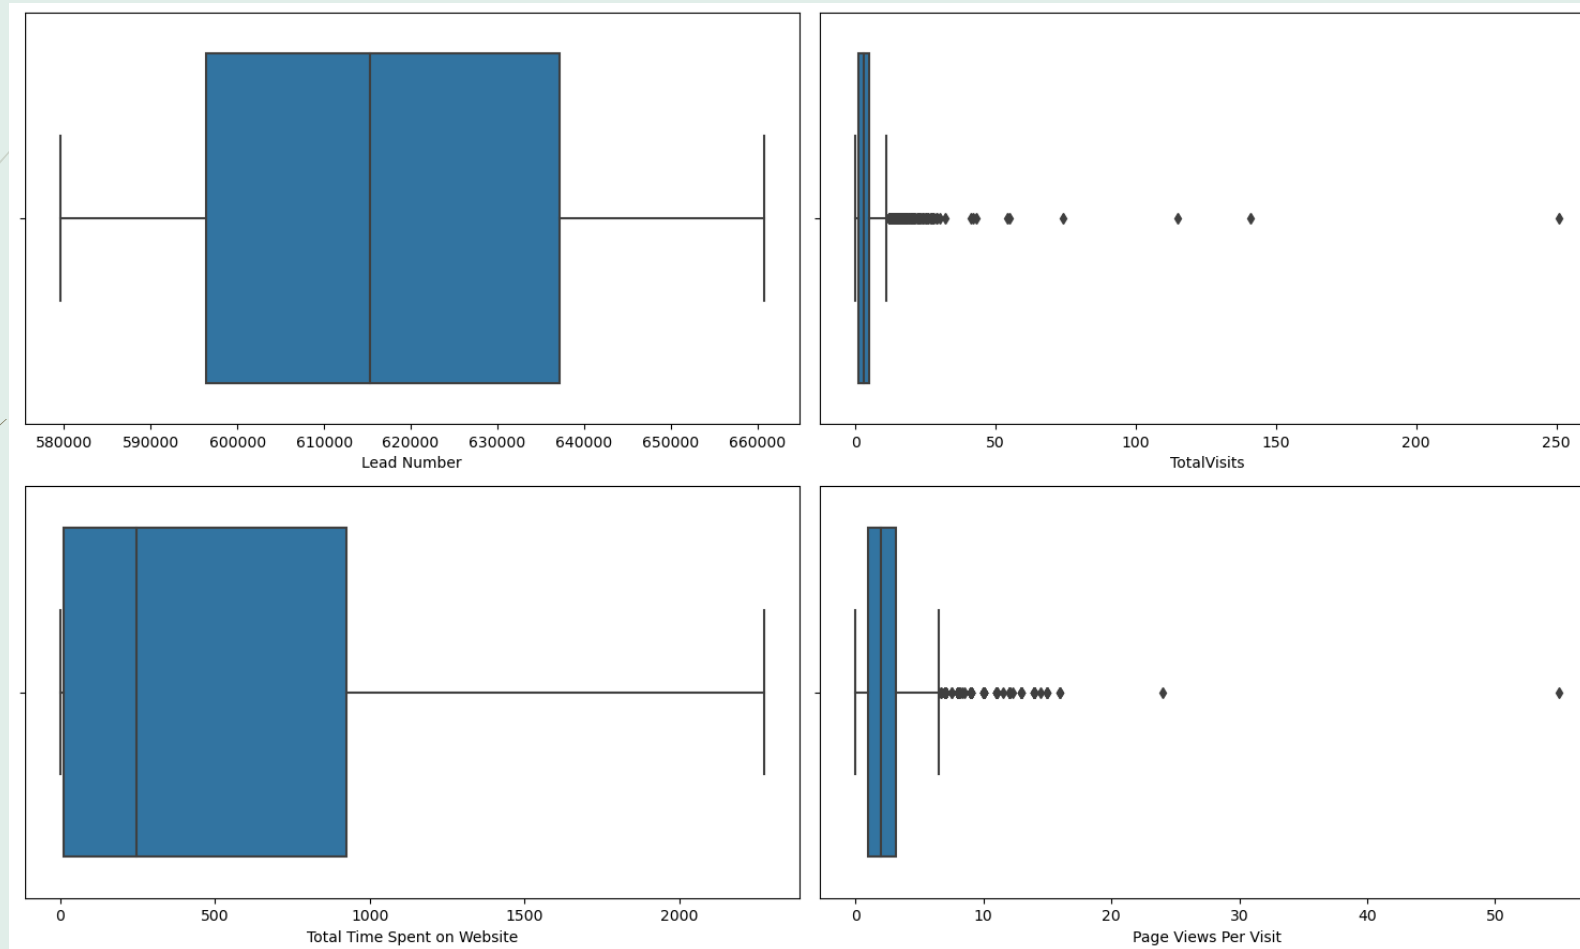 580000 590000 600000 610000 620000 630000 640000 650000 660000
Lead Number
0 50 100 150 200 250
TotalVisits
0 500 1000 1500 2000
Total Time Spent on Website
0 10 20 30 40 50
Page Views Per Visit